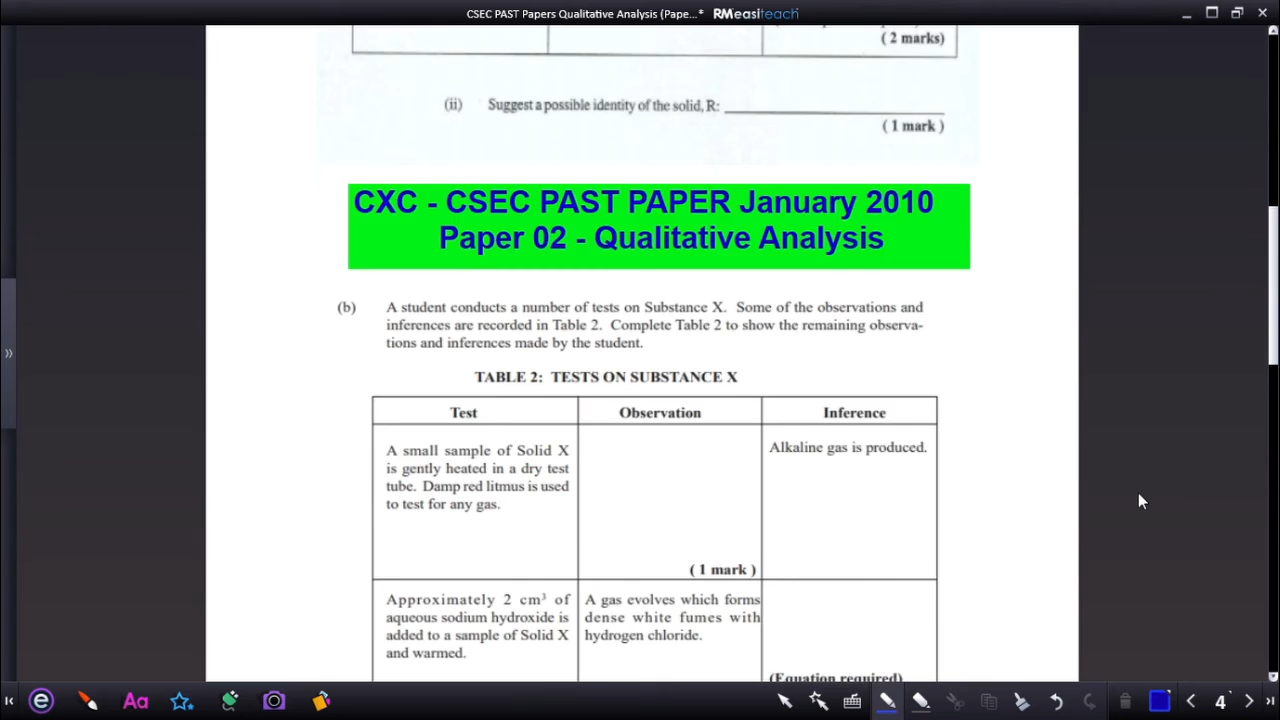 CSEC PAST Papers Qualitative Analysis (Pape...* RMeasiteach
( 2 marks)
(ii) Suggest a possible identity of the solid, R:
( 1 mark )
CXC - CSEC PAST PAPER January 2010
Paper 02 - Qualitative Analysis
(b) A student conducts a number of tests on Substance X. Some of the observations and
inferences are recorded in Table 2. Complete Table 2 to show the remaining observa-
tions and inferences made by the student.
TABLE 2: TESTS ON SUBSTANCE X
Test Observation Inference
A small sample of Solid X
is gently heated in a dry test
tube. Damp red litmus is used
to test for any gas.
( 1 mark )
Alkaline gas is produced.
Approximately 2 cm³ of
aqueous sodium hydroxide is
added to a sample of Solid X
and warmed.
A gas evolves which forms
dense white fumes with
hydrogen chloride.
(Equation required)
e Aa 4